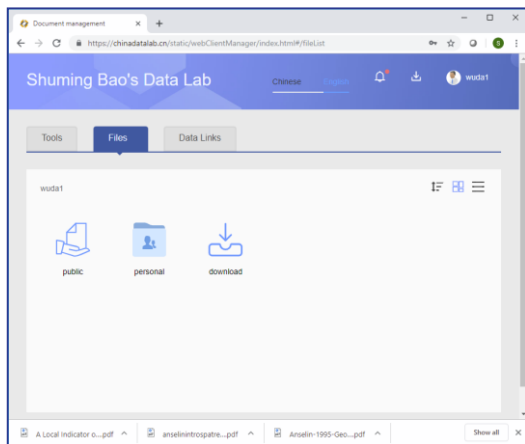 Document management
https://chinadatalab.cn/static/webClientManager/index.html#/fileList
S
Shuming Bao's Data Lab
Chinese English
wuda1
Tools Files Data Links
wuda1
public personal download
A Local Indicator o....pdf
anselinintrospatre....pdf
Anselin-1995-Geo....pdf
Show all